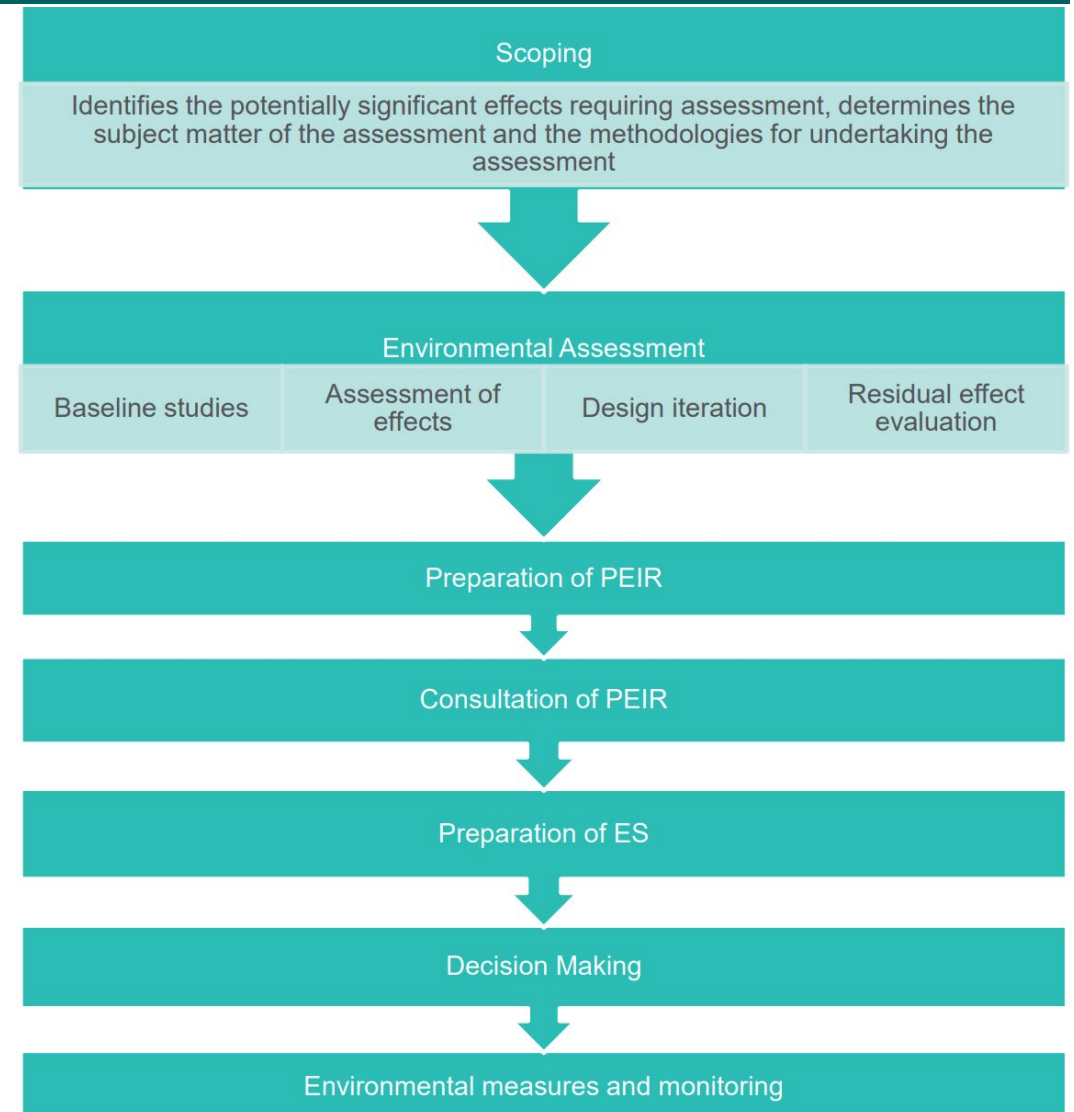 Scoping
Identifies the potentially significant effects requiring assessment, determines the
subject matter of the assessment and the methodologies for undertaking the
assessment
Environmental Assessment
Baseline studies
Assessment of
effects
Design iteration
Residual effect
evaluation
Preparation of PEIR
Consultation of PEIR
Preparation of ES
Decision Making
Environmental measures and monitoring